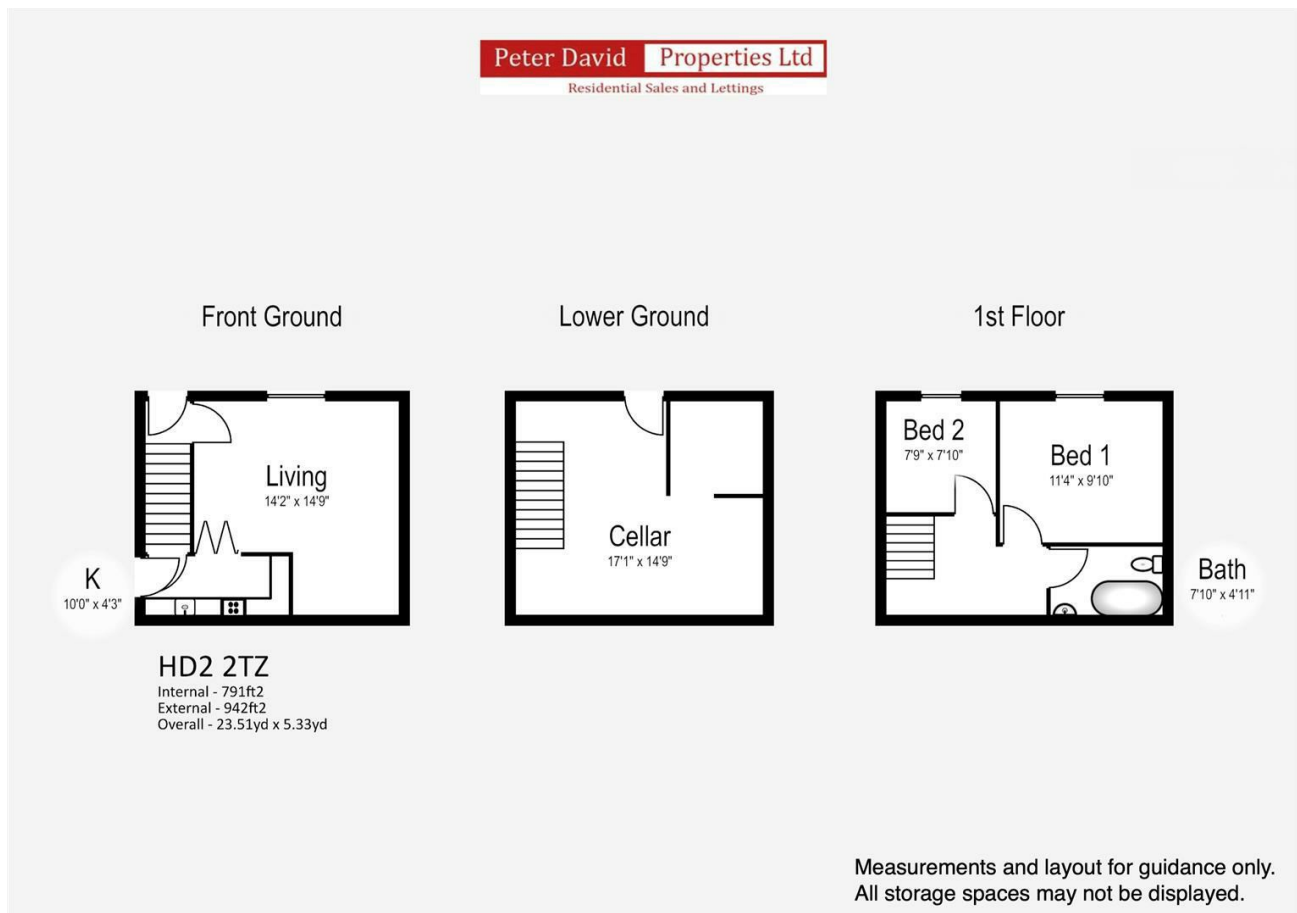 Peter David Properties Ltd
Residential Sales and Lettings
Front Ground
Lower Ground
1st Floor
Living
14'2" x 14'9"
K
10'0" x 4'3"
Cellar
17'1" x 14'9"
Bed 2
7'9" x 7'10"
Bed 1
11'4" x 9'10"
Bath
7'10" x 4'11"
HD2 2TZ
Internal - 791ft2
External - 942ft2
Overall - 23.51yd x 5.33yd
Measurements and layout for guidance only.
All storage spaces may not be displayed.